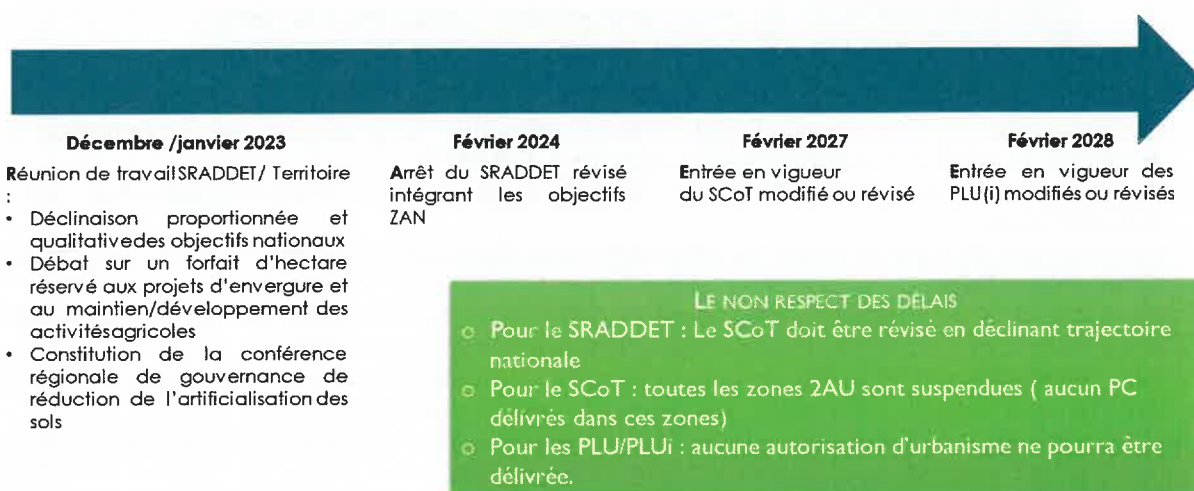 Décembre /janvier 2023
Réunion de travail SRADDET/ Territoire
:
• Déclinaison proportionnée et
qualitativedes objectifs nationaux
• Débat sur un forfait d'hectare
réservé aux projets d'envergure et
au maintien/développement des
activitésagricoles
• Constitution de la conférence
régionale de gouvernance de
réduction de l'artificialisation des
sols
Février 2024
Arrêt du SRADDET révisé
intégrant les objectifs
ZAN
Février 2027
Entrée en vigueur
du SCoT modifié ou révisé
Février 2028
Entrée en vigueur des
PLU(i) modifiés ou révisés
LE NON RESPECT DES DÉLAIS
o Pour le SRADDET : Le SCoT doit être révisé en déclinant trajectoire
nationale
o Pour le SCoT : toutes les zones 2AU sont suspendues ( aucun PC
délivrés dans ces zones)
o Pour les PLU/PLUi : aucune autorisation d'urbanisme ne pourra être
délivrée.